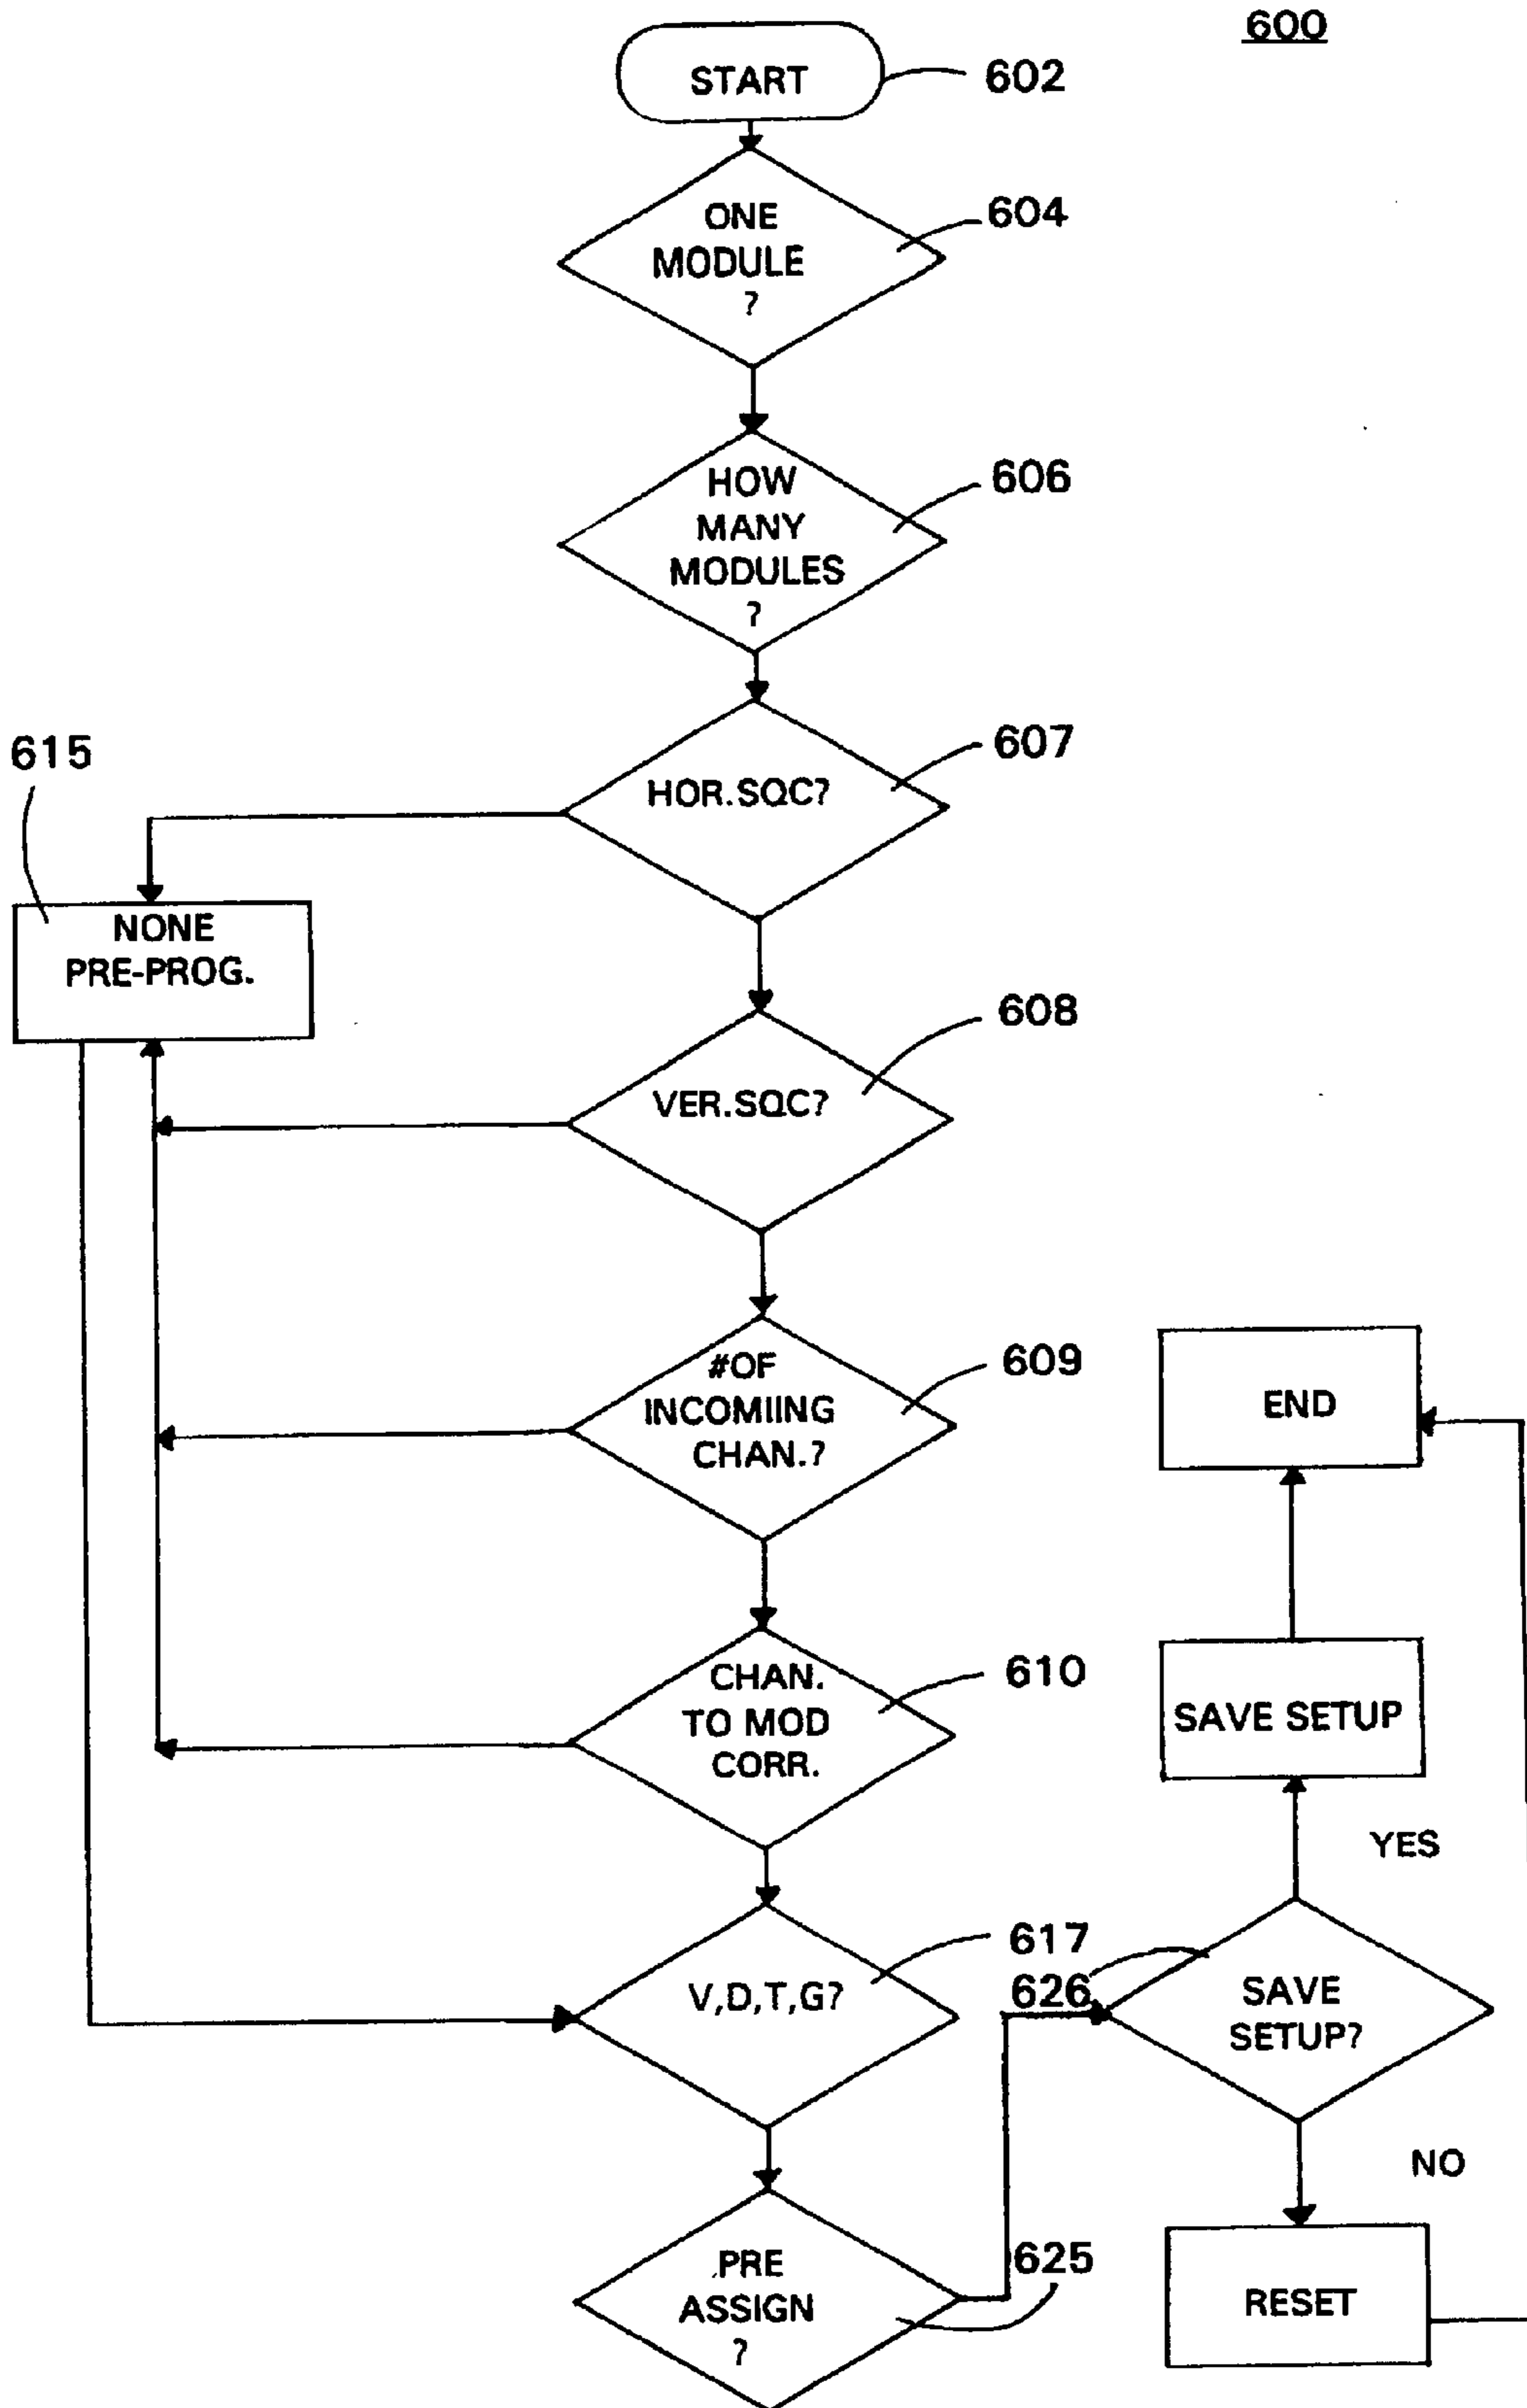 600
START
602
ONE
MODULE
?
604
HOW
MANY
MODULES
?
606
HOR.SQC?
607
615
NONE
PRE-PROG.
VER.SQC?
608
#OF
INCOMIING
CHAN.?
609
END
CHAN.
TO MOD
CORR.
610
SAVE SETUP
YES
V,D,T,G?
617
626
SAVE
SETUP?
NO
PRE
ASSIGN
?
625
RESET